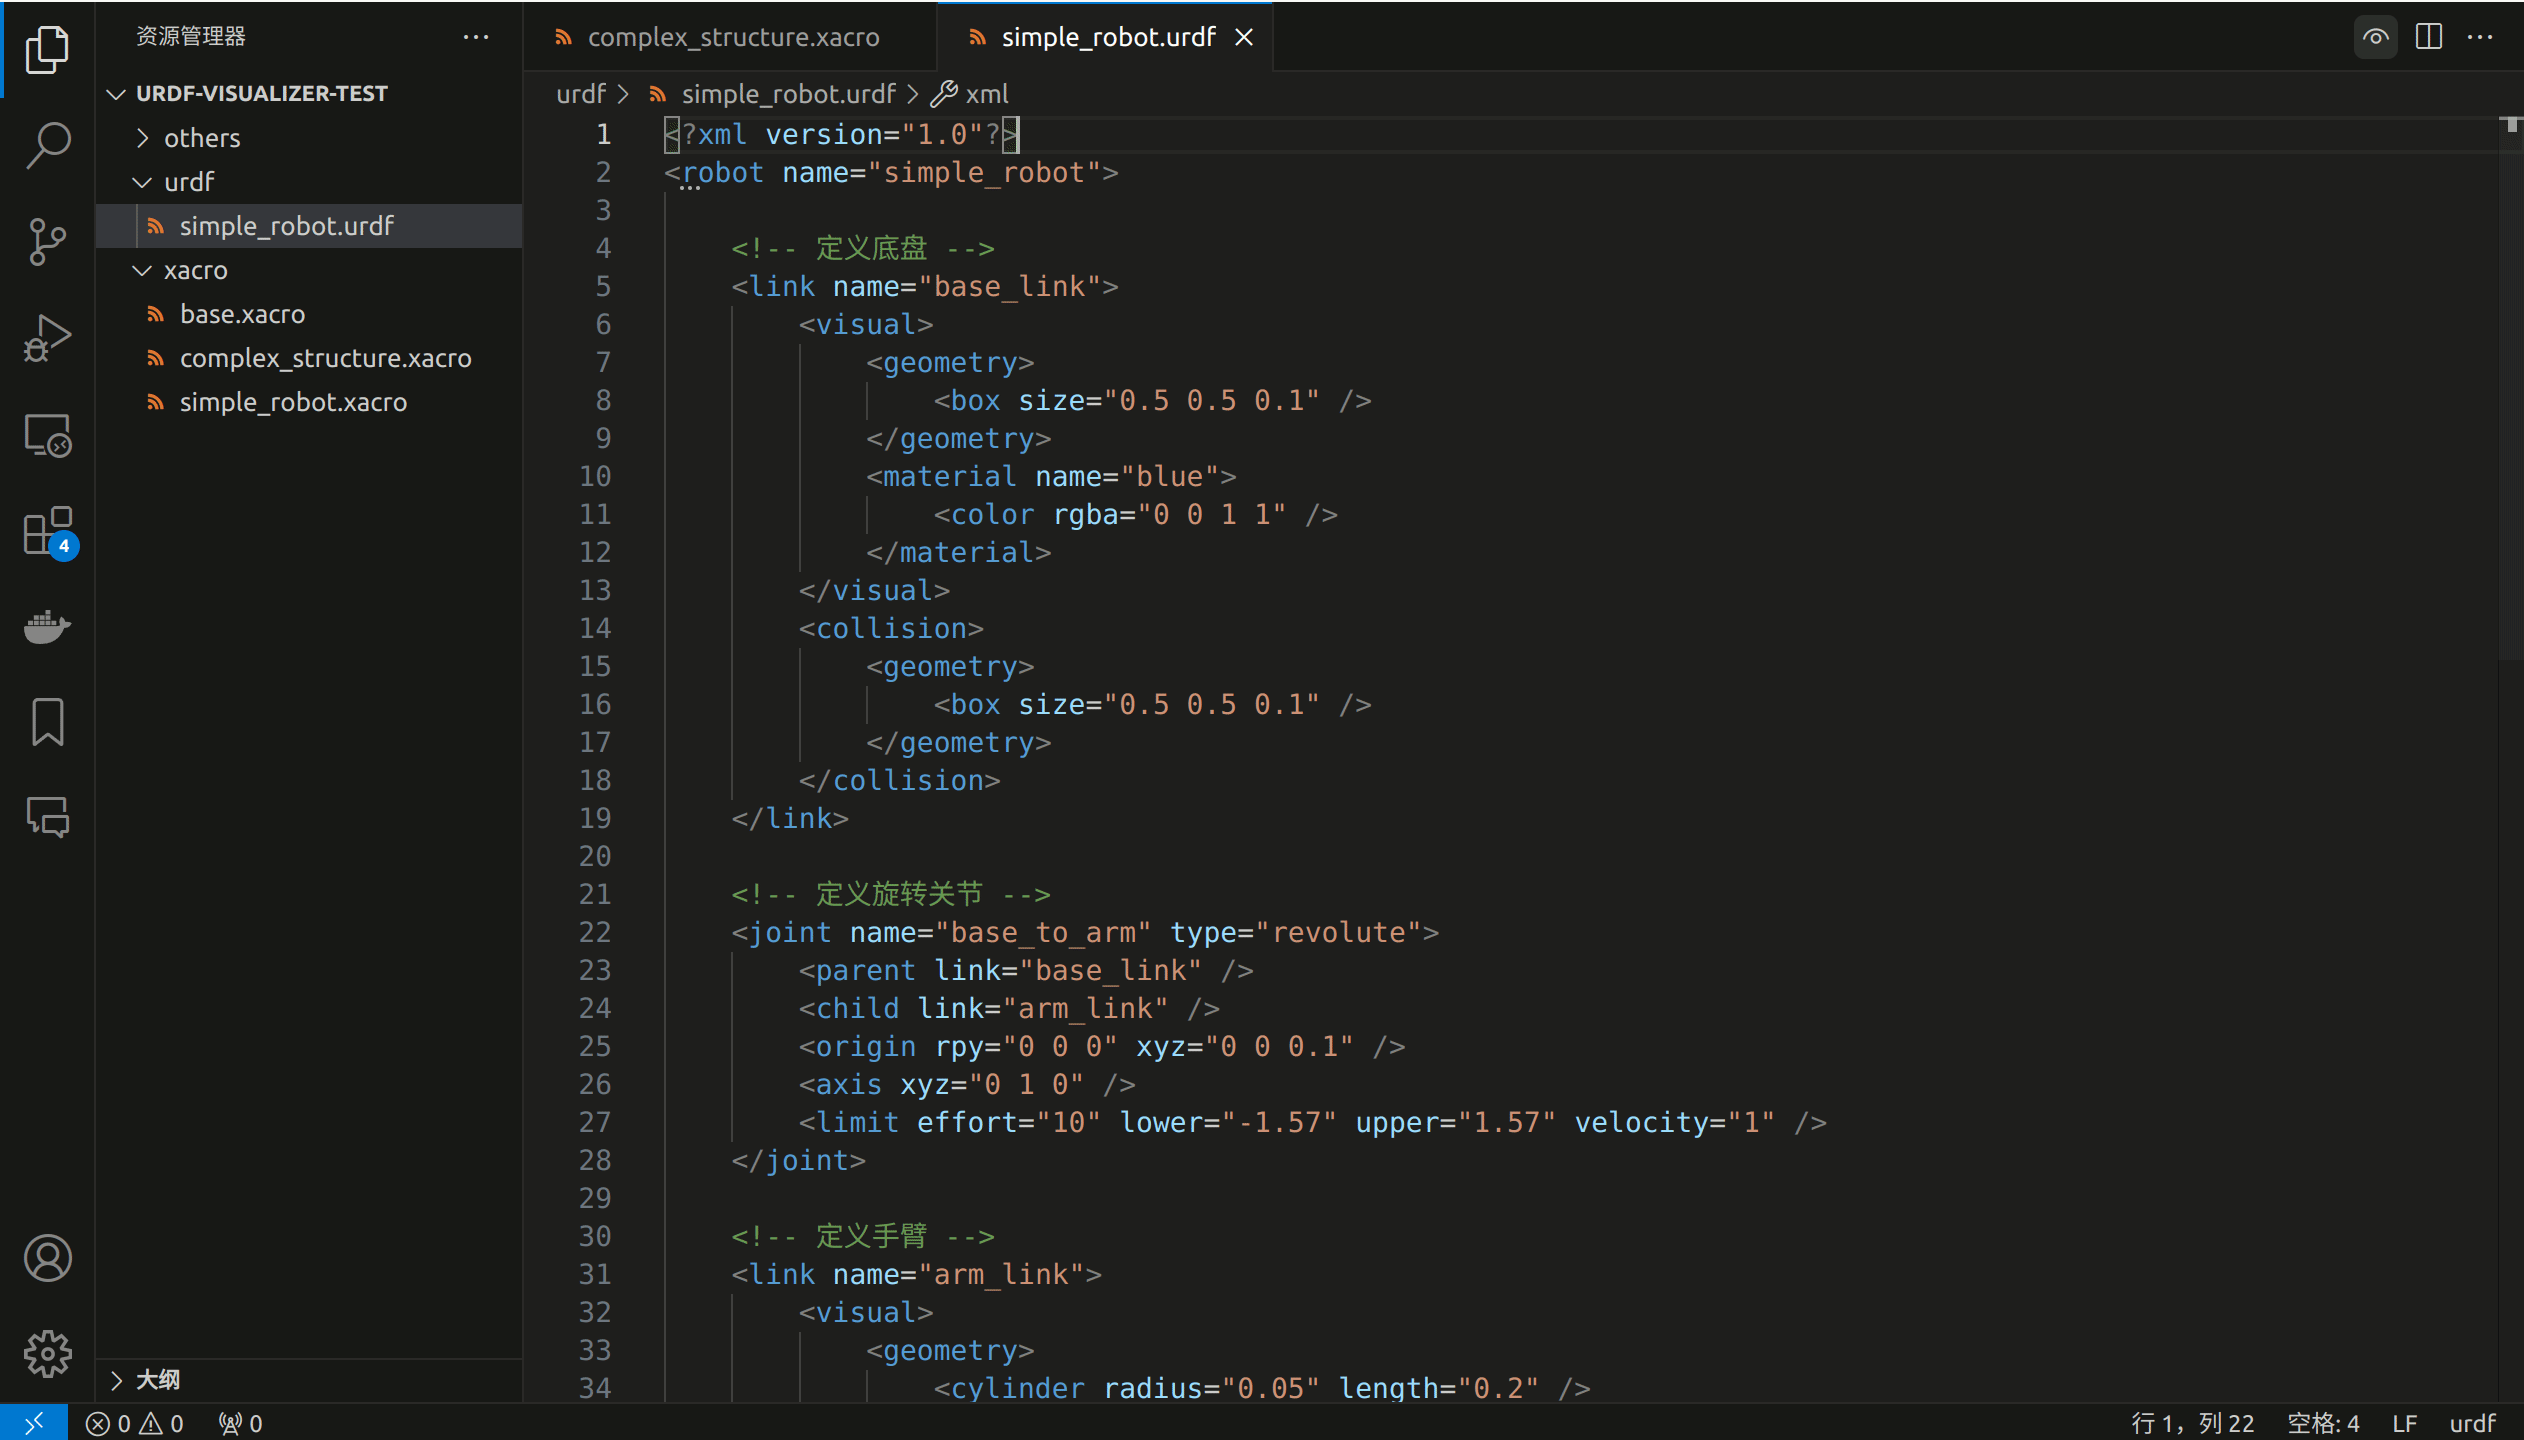 资源管理器
URDF-VISUALIZER-TEST
others
urdf
simple_robot.urdf
xacro
base.xacro
complex_structure.xacro
simple_robot.xacro
大纲
complex_structure.xacro
simple_robot.urdf
urdf > simple_robot.urdf > xml
1 <?xml version="1.0"?>
2 <robot name="simple_robot">
3
4 <!-- 定义底盘 -->
5 <link name="base_link">
6 <visual>
7 <geometry>
8 <box size="0.5 0.5 0.1" />
9 </geometry>
10 <material name="blue">
11 <color rgba="0 0 1 1" />
12 </material>
13 </visual>
14 <collision>
15 <geometry>
16 <box size="0.5 0.5 0.1" />
17 </geometry>
18 </collision>
19 </link>
20
21 <!-- 定义旋转关节 -->
22 <joint name="base_to_arm" type="revolute">
23 <parent link="base_link" />
24 <child link="arm_link" />
25 <origin rpy="0 0 0" xyz="0 0 0.1" />
26 <axis xyz="0 1 0" />
27 <limit effort="10" lower="-1.57" upper="1.57" velocity="1" />
28 </joint>
29
30 <!-- 定义手臂 -->
31 <link name="arm_link">
32 <visual>
33 <geometry>
34 <cylinder radius="0.05" length="0.2" />
4
0 0 0
行 1，列 22 空格: 4 LF urdf